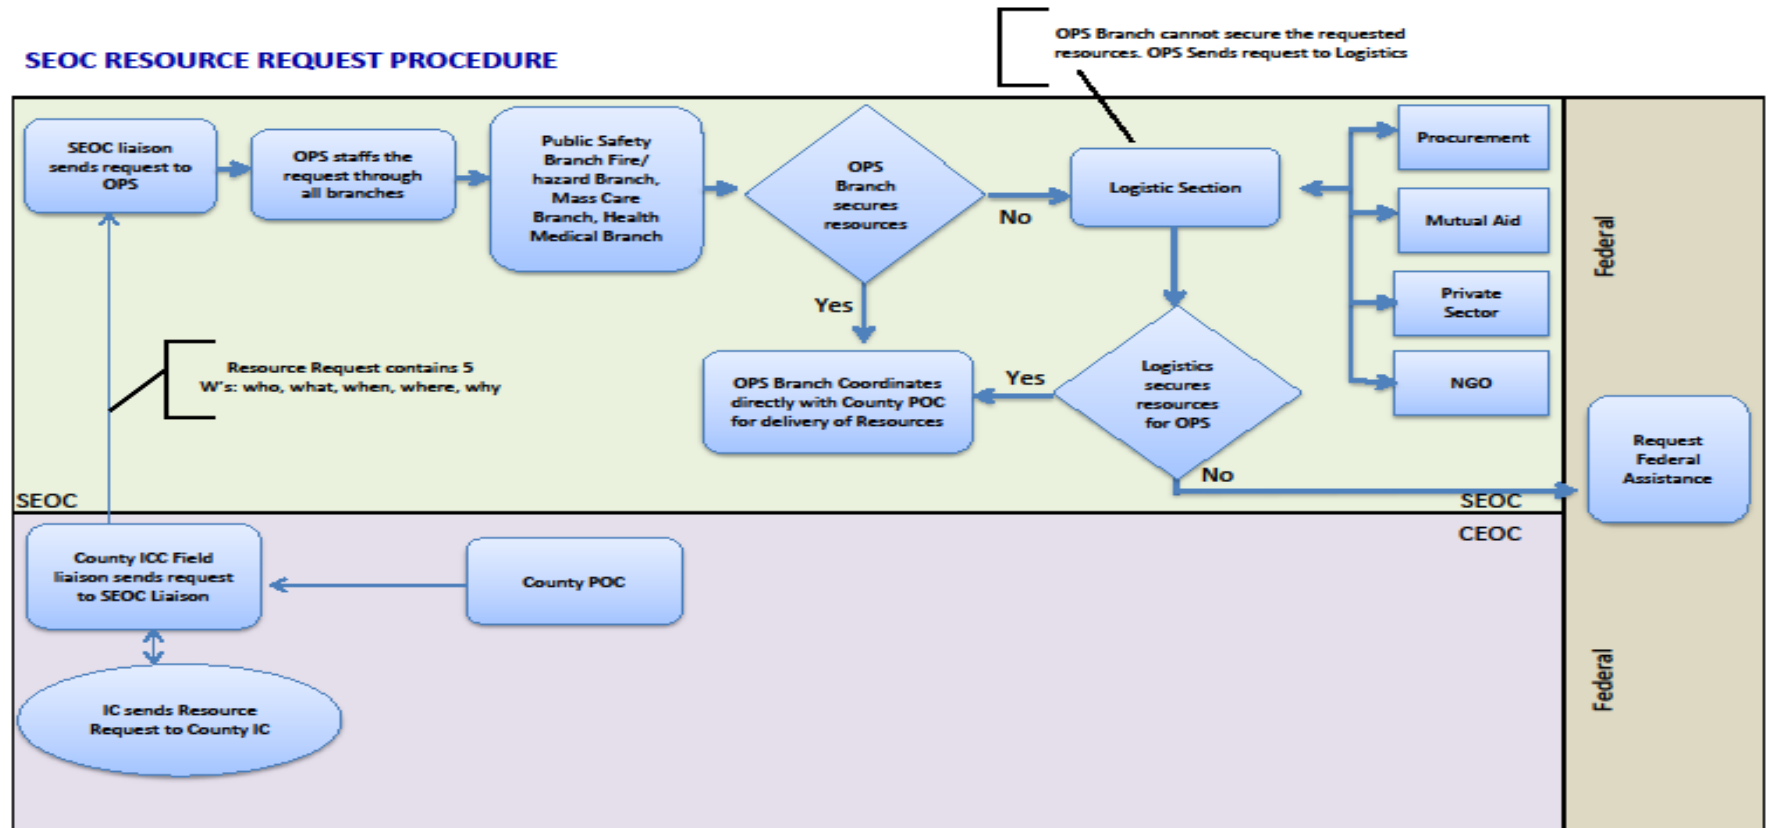 OPS Branch cannot secure the requested
resources. OPS Sends request to Logistics
SEOC RESOURCE REQUEST PROCEDURE
SEOC liaison
sends request to
OPS
OPS staffs the
request through
all branches
Public Safety
Branch Fire/
hazard Branch,
Mass Care
Branch, Health
Medical Branch
OPS
Branch
secures
resources
No
Logistic Section
Procurement
Mutual Aid
Private
Sector
NGO
Federal
Yes
Resource Request contains 5
W's: who, what, when, where, why
OPS Branch Coordinates
directly with County POC
for delivery of Resources
Yes
Logistics
secures
resources
for OPS
No
Request
Federal
Assistance
SEOC
SEOC
CEOC
County ICC Field
liaison sends request
to SEOC Liaison
County POC
Federal
IC sends Resource
Request to County IC